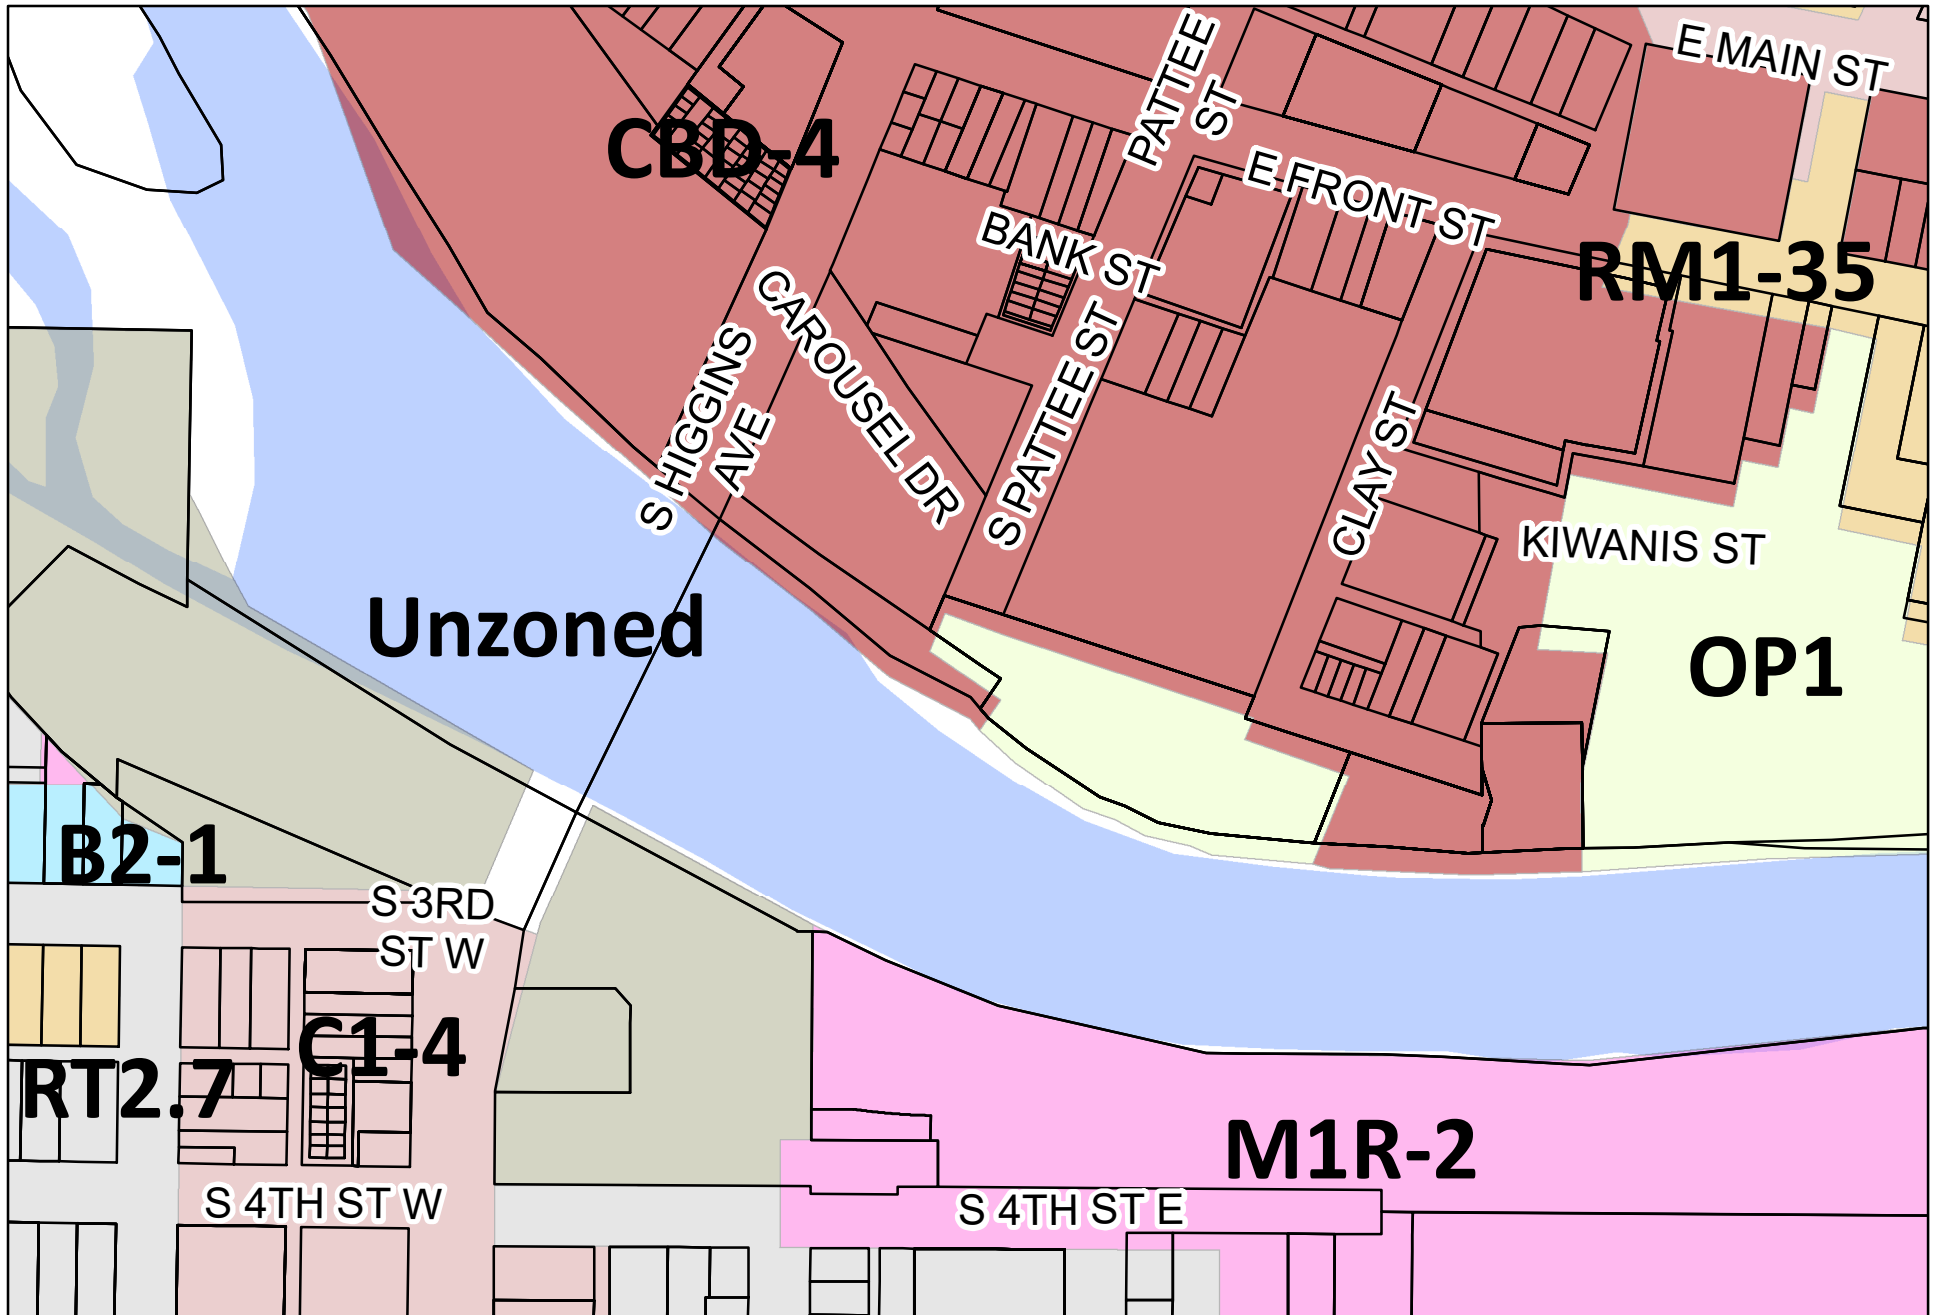 E MAIN ST
PATTEE
ST
CBD-4
E FRONT ST
BANK ST
RM1-35
CAROUSEL DR
S HIGGINS
AVE
S PATTEE ST
CLAY ST
KIWANIS ST
Unzoned
OP1
B2-1
S 3RD
ST W
C1-4
RT2.7
M1R-2
S 4TH ST W
S 4TH ST E